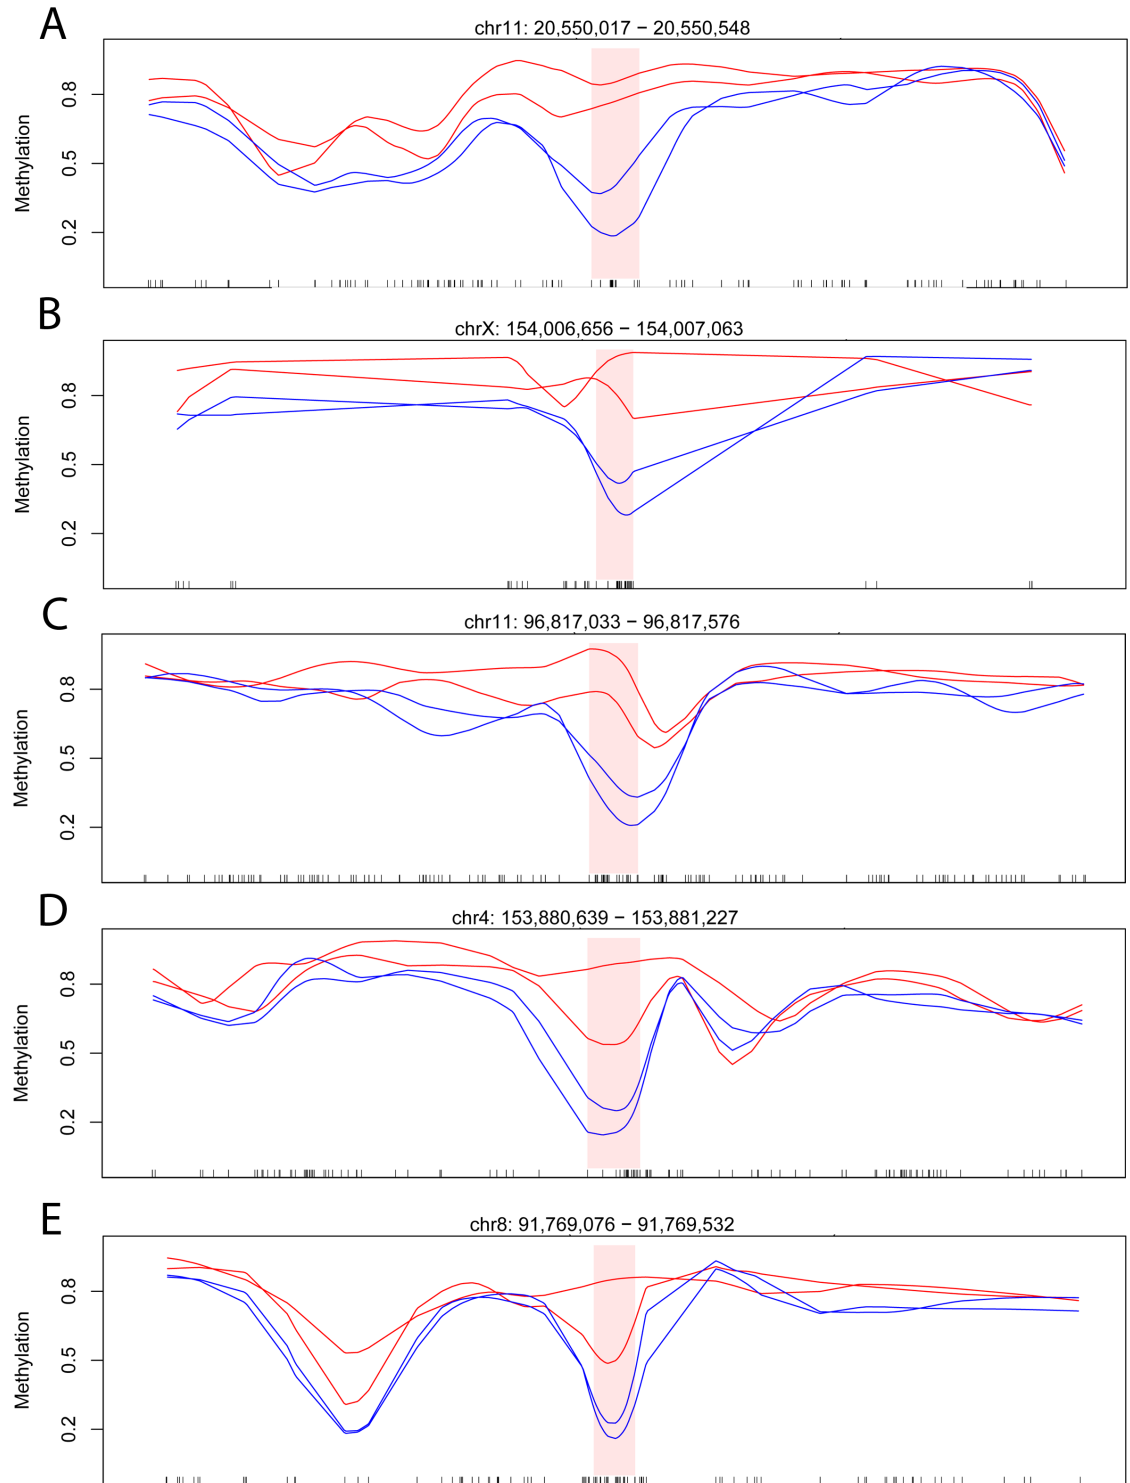 A
chr11: 20,550,017 − 20,550,548
Methylation
0.8
0.5
0.2
B
chrX: 154,006,656 − 154,007,063
Methylation
0.8
0.5
0.2
C
chr11: 96,817,033 − 96,817,576
Methylation
0.8
0.5
0.2
D
chr4: 153,880,639 − 153,881,227
Methylation
0.8
0.5
0.2
E
chr8: 91,769,076 − 91,769,532
Methylation
0.8
0.5
0.2